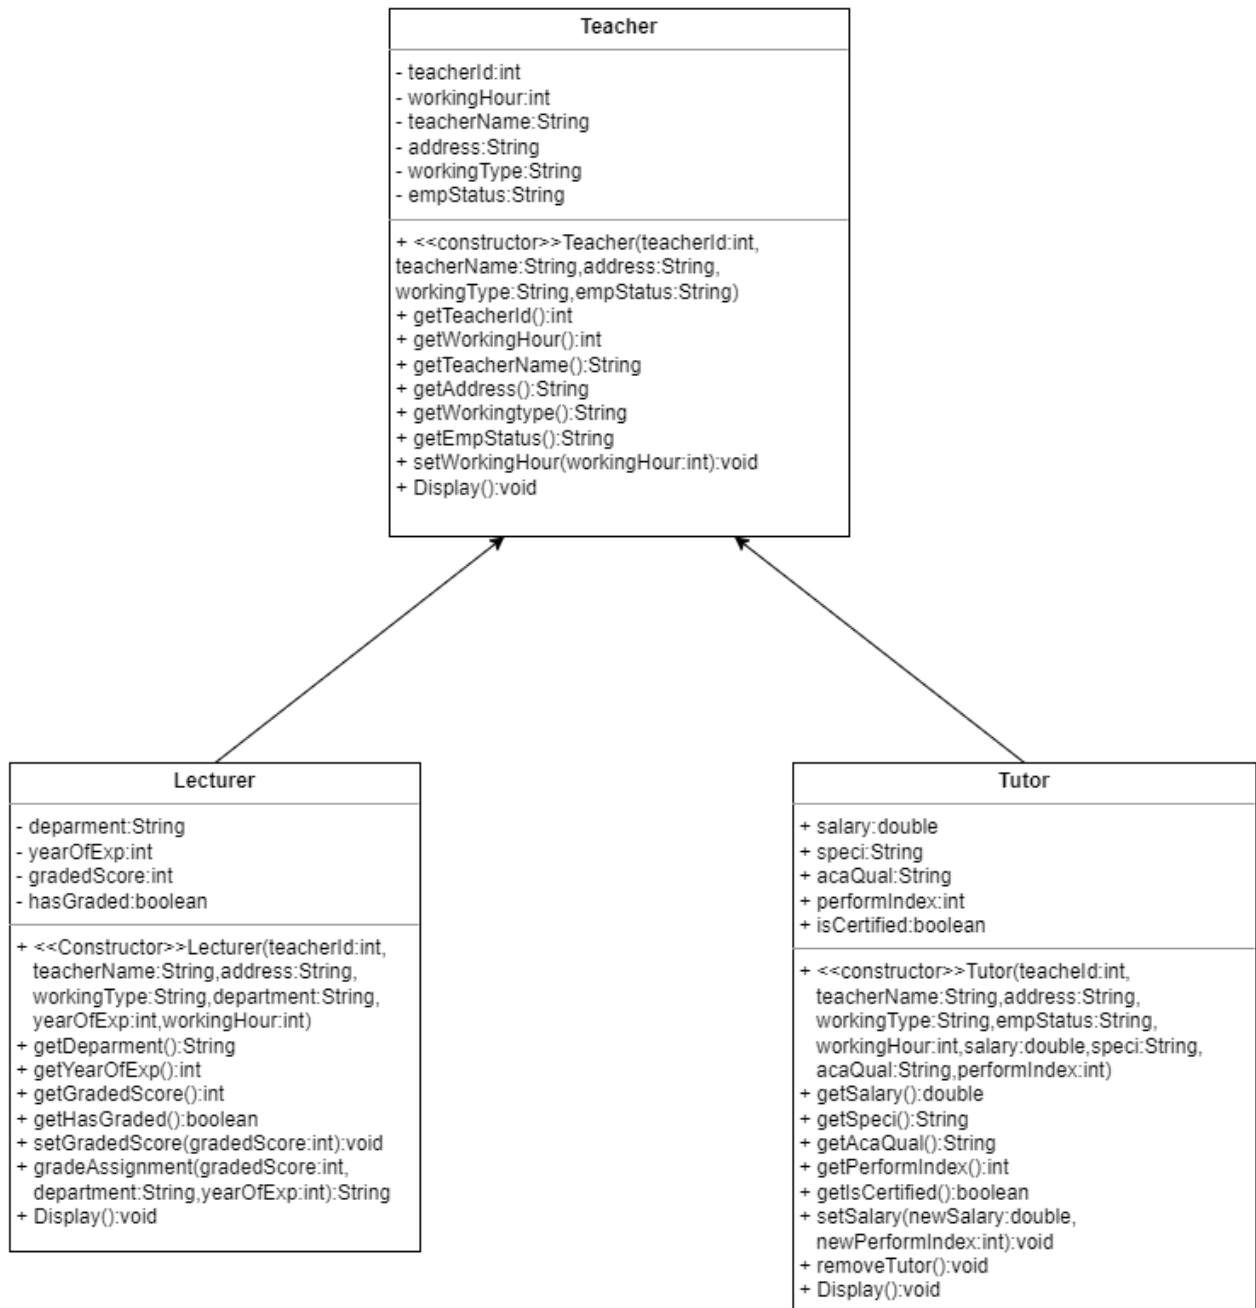 Teacher
- teacherId:int
- workingHour:int
- teacherName:String
- address:String
- workingType:String
- empStatus:String
+ <<constructor>>Teacher(teacherId:int,
teacherName:String,address:String,
workingType:String,empStatus:String)
+ getTeacherId():int
+ getWorkingHour():int
+ getTeacherName():String
+ getAddress():String
+ getWorkingtype():String
+ getEmpStatus():String
+ setWorkingHour(workingHour:int):void
+ Display():void
Lecturer
- deparment:String
- yearOfExp:int
- gradedScore:int
- hasGraded:boolean
+ <<Constructor>>Lecturer(teacherId:int,
teacherName:String,address:String,
workingType:String,department:String,
yearOfExp:int,workingHour:int)
+ getDeparment():String
+ getYearOfExp():int
+ getGradedScore():int
+ getHasGraded():boolean
+ setGradedScore(gradedScore:int):void
+ gradeAssignment(gradedScore:int,
department:String,yearOfExp:int):String
+ Display():void
Tutor
+ salary:double
+ speci:String
+ acaQual:String
+ performIndex:int
+ isCertified:boolean
+ <<constructor>>Tutor(teacheId:int,
teacherName:String,address:String,
workingType:String,empStatus:String,
workingHour:int,salary:double,speci:String,
acaQual:String,performIndex:int)
+ getSalary():double
+ getSpeci():String
+ getAcaQual():String
+ getPerformIndex():int
+ getIsCertified():boolean
+ setSalary(newSalary:double,
newPerformIndex:int):void
+ removeTutor():void
+ Display():void